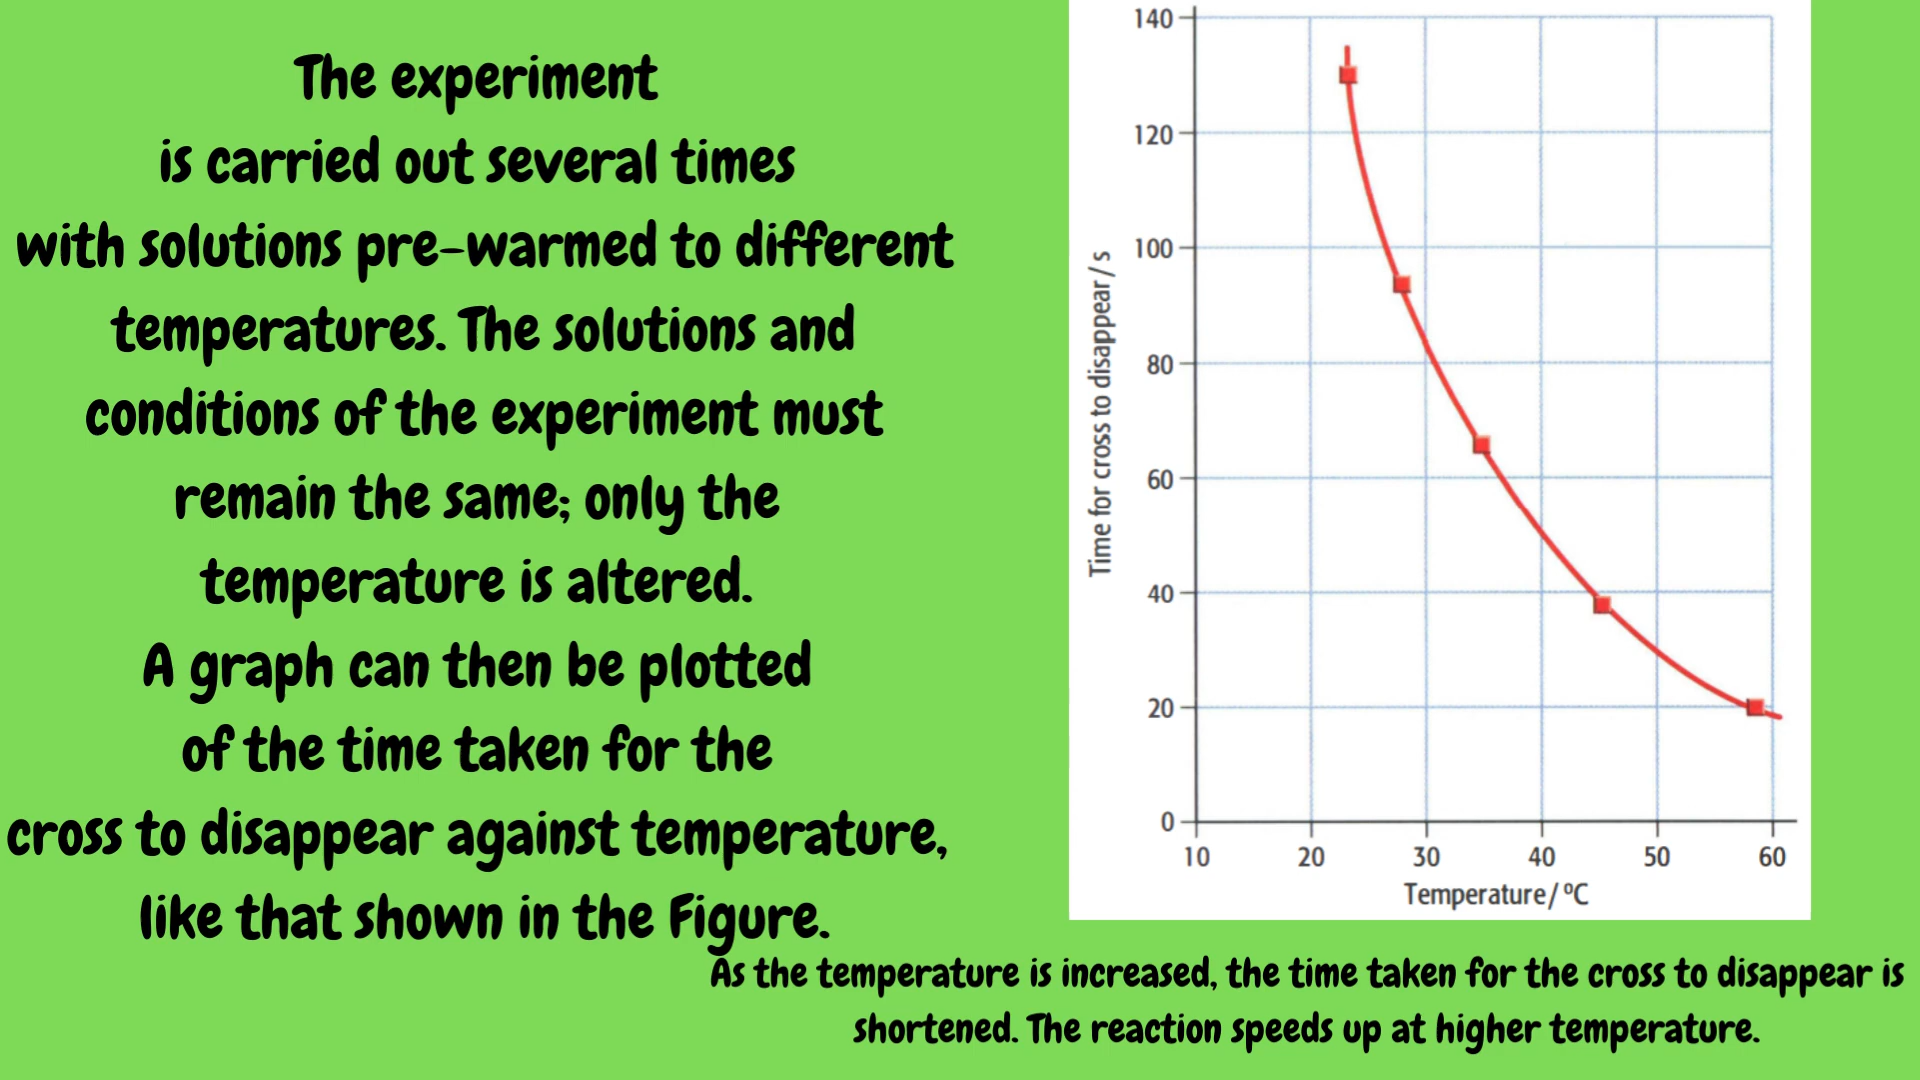 The experiment
is carried out several times
with solutions pre-warmed to different
temperatures. The solutions and
conditions of the experiment must
remain the same; only the
temperature is altered.
A graph can then be plotted
of the time taken for the
cross to disappear against temperature,
like that shown in the Figure.
140
120
100
80
60
40
20
0
Time for cross to disappear / s
10 20 30 40 50 60
Temperature / ºC
As the temperature is increased, the time taken for the cross to disappear is
shortened. The reaction speeds up at higher temperature.